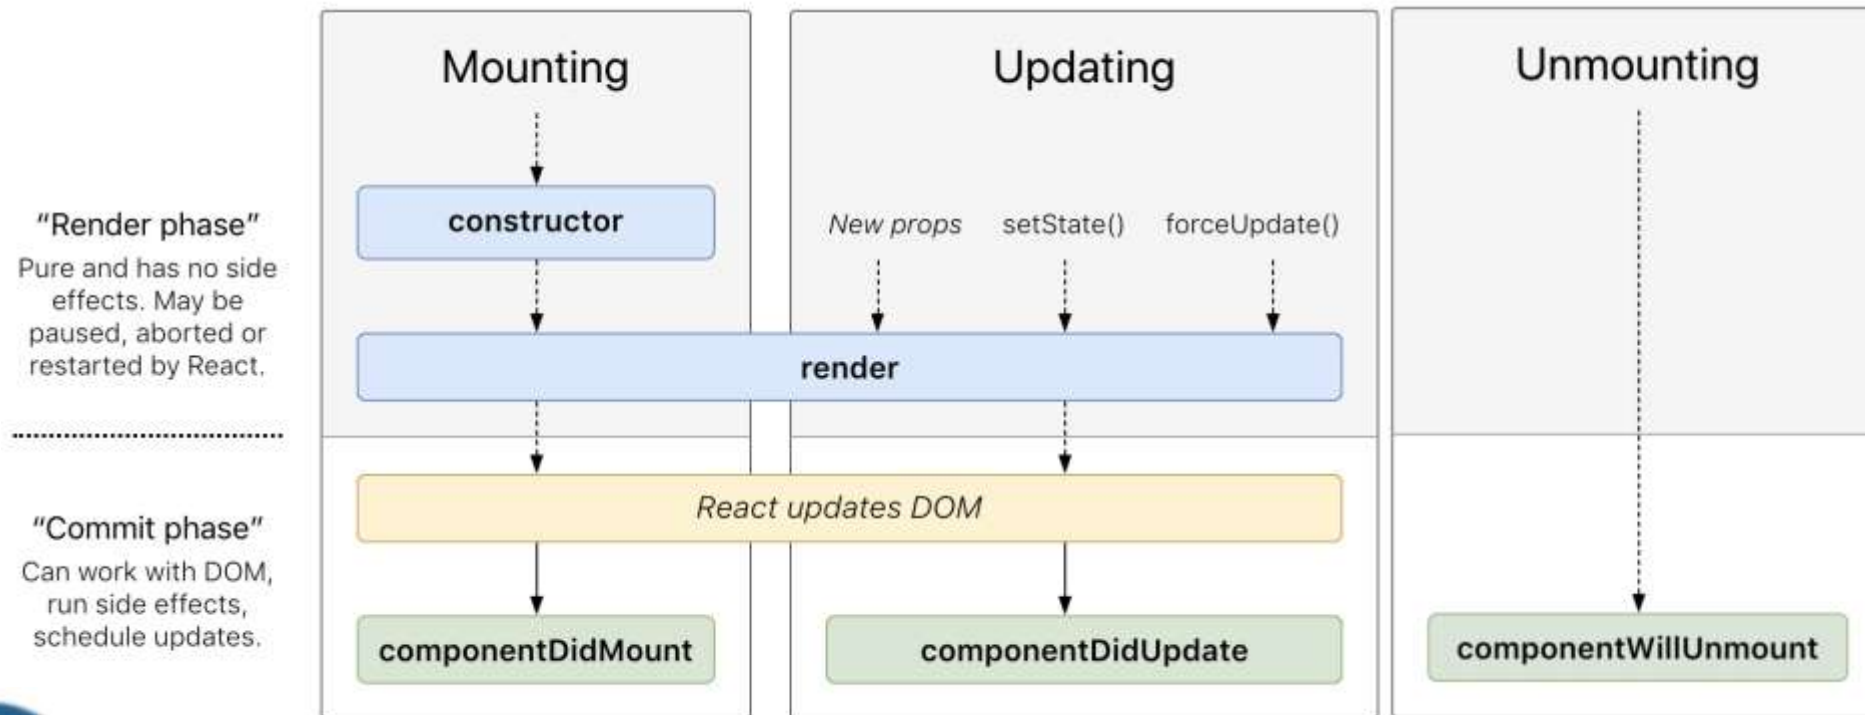 Mounting
Updating
Unmounting
“Render phase”
Pure and has no side
effects. May be
paused, aborted or
restarted by React.
constructor
New props
setState()
forceUpdate()
render
“Commit phase”
Can work with DOM,
run side effects,
schedule updates.
React updates DOM
componentDidMount
componentDidUpdate
componentWillUnmount